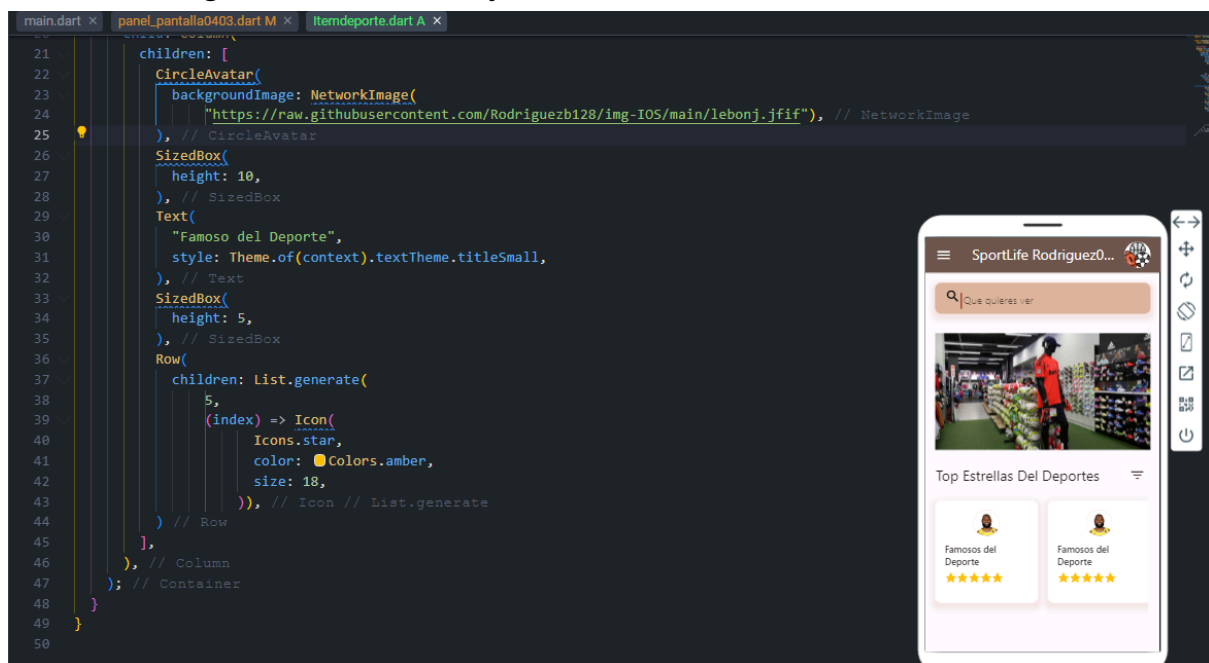 main.dart × panel_pantalla0403.dart M × Itemdeporte.dart A ×
20 child: Column(
21 children: [
22 CircleAvatar(
23 backgroundImage: NetworkImage(
24 "https://raw.githubusercontent.com/Rodriguezb128/img-IOS/main/lebonj.jfif"), // NetworkImage
25 ), // CircleAvatar
26 SizedBox(
27 height: 10,
28 ), // SizedBox
29 Text(
30 "Famoso del Deporte",
31 style: Theme.of(context).textTheme.titleSmall,
32 ), // Text
33 SizedBox(
34 height: 5,
35 ), // SizedBox
36 Row(
37 children: List.generate(
38 5,
39 (index) => Icon(
40 Icons.star,
41 color: Colors.amber,
42 size: 18,
43 )), // Icon // List.generate
44 ) // Row
45 ],
46 ), // Column
47 ); // Container
48 }
49 }
50
SportLife Rodriguez0...
Que quieres ver
Top Estrellas Del Deportes
Famosos del
Deporte
Famosos del
Deporte